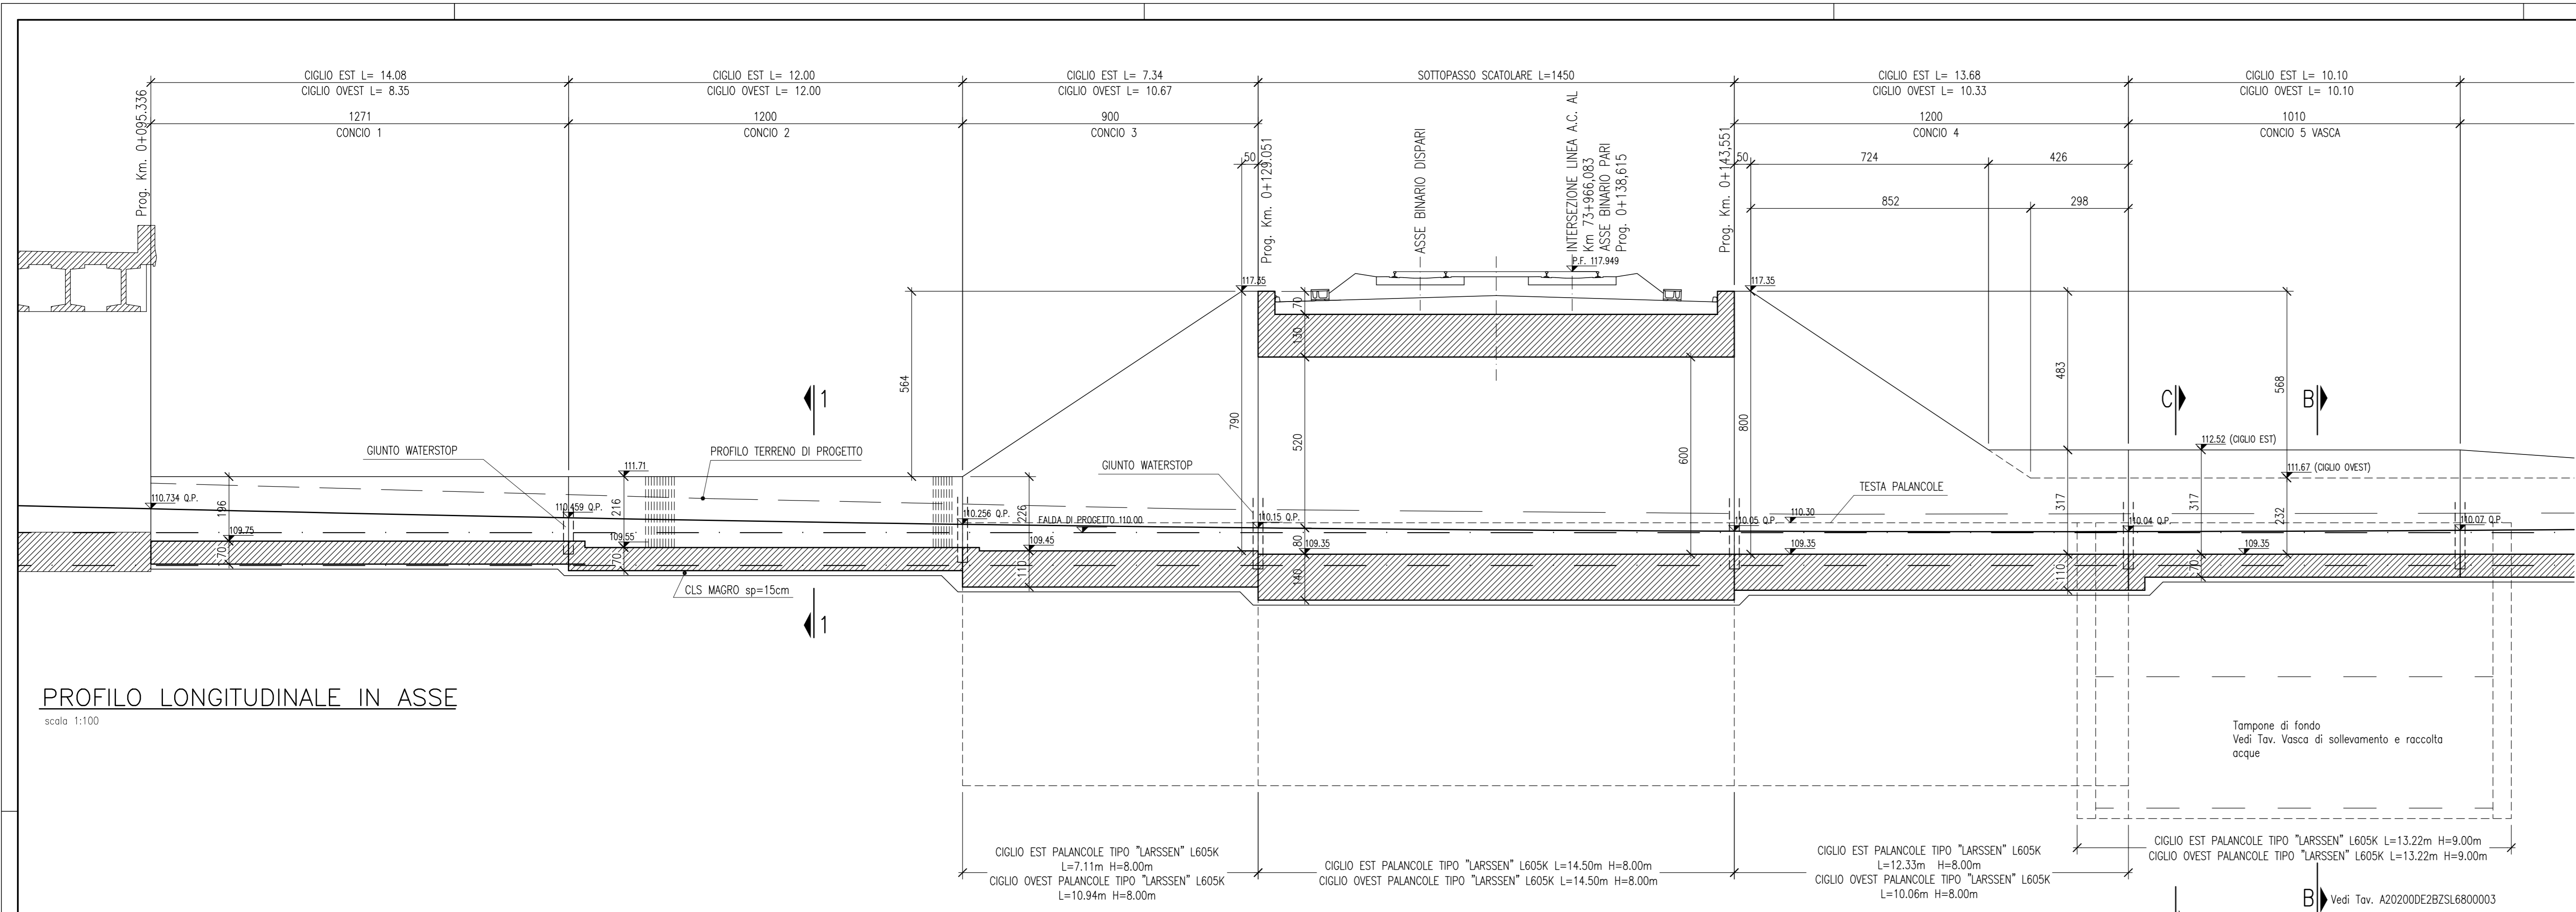 CIGLIO EST L= 14.08
CIGLIO OVEST L= 8.35
CIGLIO EST L= 12.00
CIGLIO OVEST L= 12.00
CIGLIO EST L= 7.34
CIGLIO OVEST L= 10.67
SOTTOPASSO SCATOLARE L=1450
CIGLIO EST L= 13.68
CIGLIO OVEST L= 10.33
CIGLIO EST L= 10.10
CIGLIO OVEST L= 10.10
1271
CONCIO 1
1200
CONCIO 2
900
CONCIO 3
1200
CONCIO 4
1010
CONCIO 5 VASCA
Prog. Km. 0+095.336
50
Prog. Km. 0+129.051
ASSE BINARIO DISPARI
INTERSEZIONE LINEA A.C. AL
Km 73+966,083
ASSE BINARIO PARI
Prog. 0+138,615
Prog. Km. 0+143,551
50
724
426
852
298
P.F. 117.949
117.35
117.35
70
130
564
790
520
600
800
483
568
1
C
B
GIUNTO WATERSTOP
PROFILO TERRENO DI PROGETTO
GIUNTO WATERSTOP
TESTA PALANCOLE
112.52 (CIGLIO EST)
111.67 (CIGLIO OVEST)
111.71
110.734 Q.P.
196
109.75
170
110.459 Q.P.
216
109.55
70
110.256 Q.P.
226
109.45
110
FALDA DI PROGETTO 110.00
110.15 Q.P.
80
109.35
140
110.05 Q.P.
110.30
109.35
317
110
110.04 Q.P.
317
109.35
70
232
110.07 Q.P.
CLS MAGRO sp=15cm
1
PROFILO LONGITUDINALE IN ASSE
scala 1:100
Tampone di fondo
Vedi Tav. Vasca di sollevamento e raccolta
acque
CIGLIO EST PALANCOLE TIPO "LARSSEN" L605K
L=7.11m H=8.00m
CIGLIO OVEST PALANCOLE TIPO "LARSSEN" L605K
L=10.94m H=8.00m
CIGLIO EST PALANCOLE TIPO "LARSSEN" L605K L=14.50m H=8.00m
CIGLIO OVEST PALANCOLE TIPO "LARSSEN" L605K L=14.50m H=8.00m
CIGLIO EST PALANCOLE TIPO "LARSSEN" L605K
L=12.33m H=8.00m
CIGLIO OVEST PALANCOLE TIPO "LARSSEN" L605K
L=10.06m H=8.00m
CIGLIO EST PALANCOLE TIPO "LARSSEN" L605K L=13.22m H=9.00m
CIGLIO OVEST PALANCOLE TIPO "LARSSEN" L605K L=13.22m H=9.00m
B Vedi Tav. A20200DE2BZSL6800003